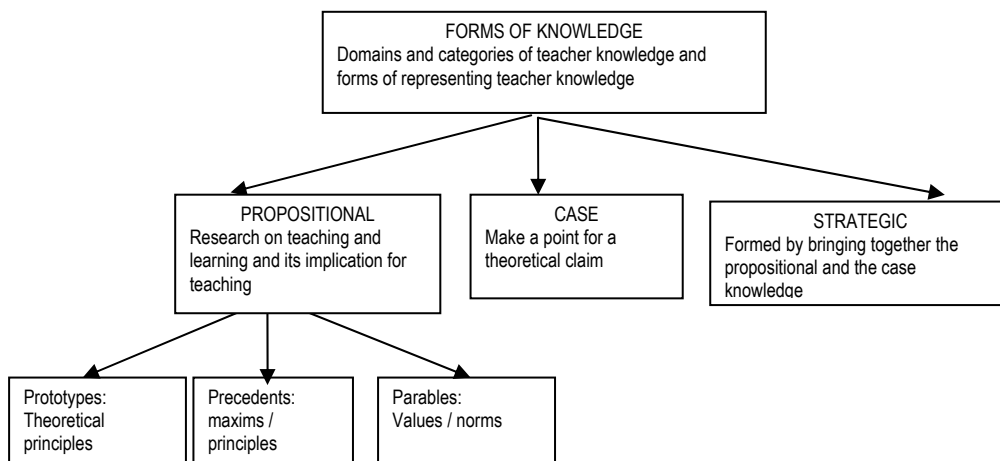 FORMS OF KNOWLEDGE
Domains and categories of teacher knowledge and
forms of representing teacher knowledge
PROPOSITIONAL
Research on teaching and
learning and its implication for
teaching
CASE
Make a point for a
theoretical claim
STRATEGIC
Formed by bringing together the
propositional and the case
knowledge
Prototypes:
Theoretical
principles
Precedents:
maxims /
principles
Parables:
Values / norms